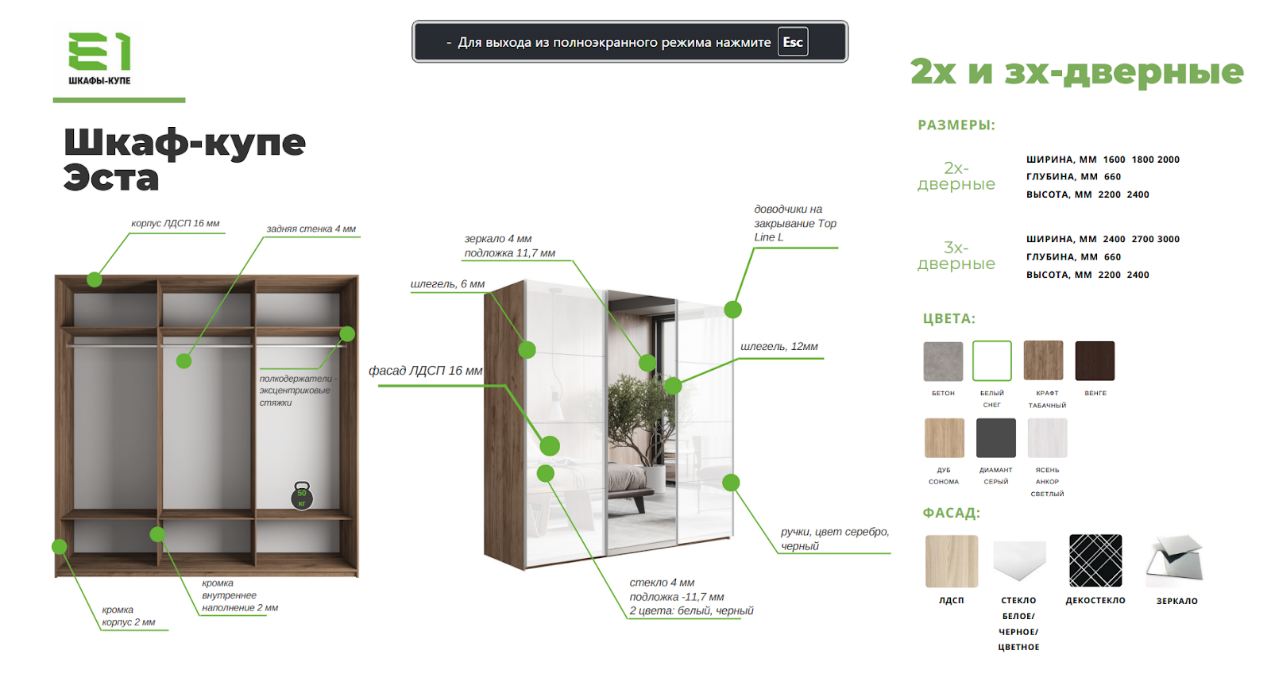 E1
ШКАФЫ-КУПЕ
- Для выхода из полноэкранного режима нажмите Esc
2х и 3х-дверные
Шкаф-купе
Эста
РАЗМЕРЫ:
2х-
дверные
ШИРИНА, ММ 1600 1800 2000
ГЛУБИНА, ММ 660
ВЫСОТА, ММ 2200 2400
3х-
дверные
ШИРИНА, ММ 2400 2700 3000
ГЛУБИНА, ММ 660
ВЫСОТА, ММ 2200 2400
корпус ЛДСП 16 мм
задняя стенка 4 мм
полкодержатели -
эксцентриковые
стяжки
50
КГ
кромка
внутреннее
наполнение 2 мм
кромка
корпус 2 мм
зеркало 4 мм
подложка 11,7 мм
шлегель, 6 мм
фасад ЛДСП 16 мм
доводчики на
закрывание Top
Line L
шлегель, 12мм
ручки, цвет серебро,
черный
стекло 4 мм
подложка -11,7 мм
2 цвета: белый, черный
ЦВЕТА:
БЕТОН
БЕЛЫЙ
СНЕГ
КРАФТ
ТАБАЧНЫЙ
ВЕНГЕ
ДУБ
СОНОМА
ДИАМАНТ
СЕРЫЙ
ЯСЕНЬ
АНКОР
СВЕТЛЫЙ
ФАСАД:
ЛДСП
СТЕКЛО
БЕЛОЕ/
ЧЕРНОЕ/
ЦВЕТНОЕ
ДЕКОСТЕКЛО
ЗЕРКАЛО